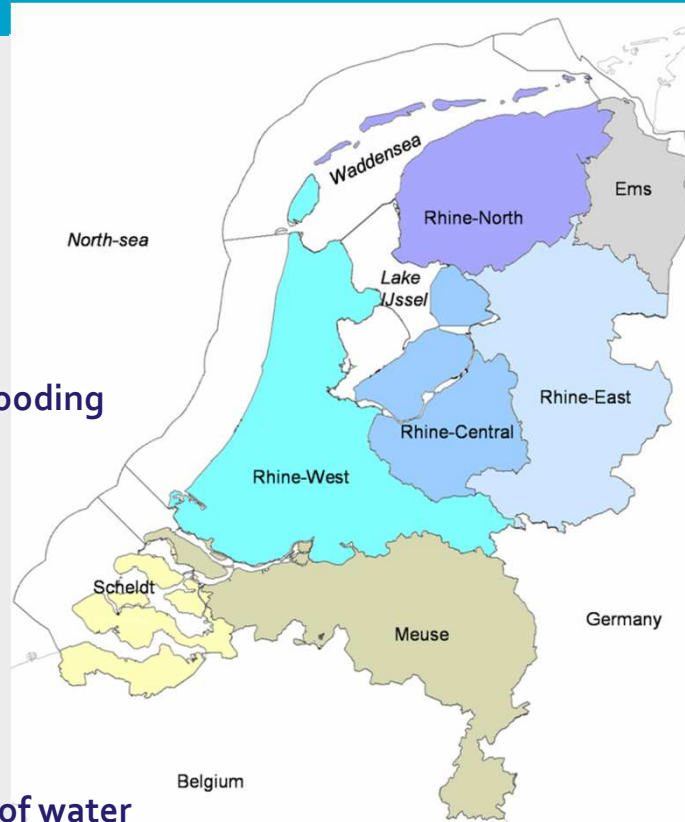 Waddensea
Ems
Rhine-North
North-sea
Lake
IJssel
ooding
Rhine-East
Rhine-Central
Rhine-West
Scheldt
Germany
Meuse
Belgium
of water